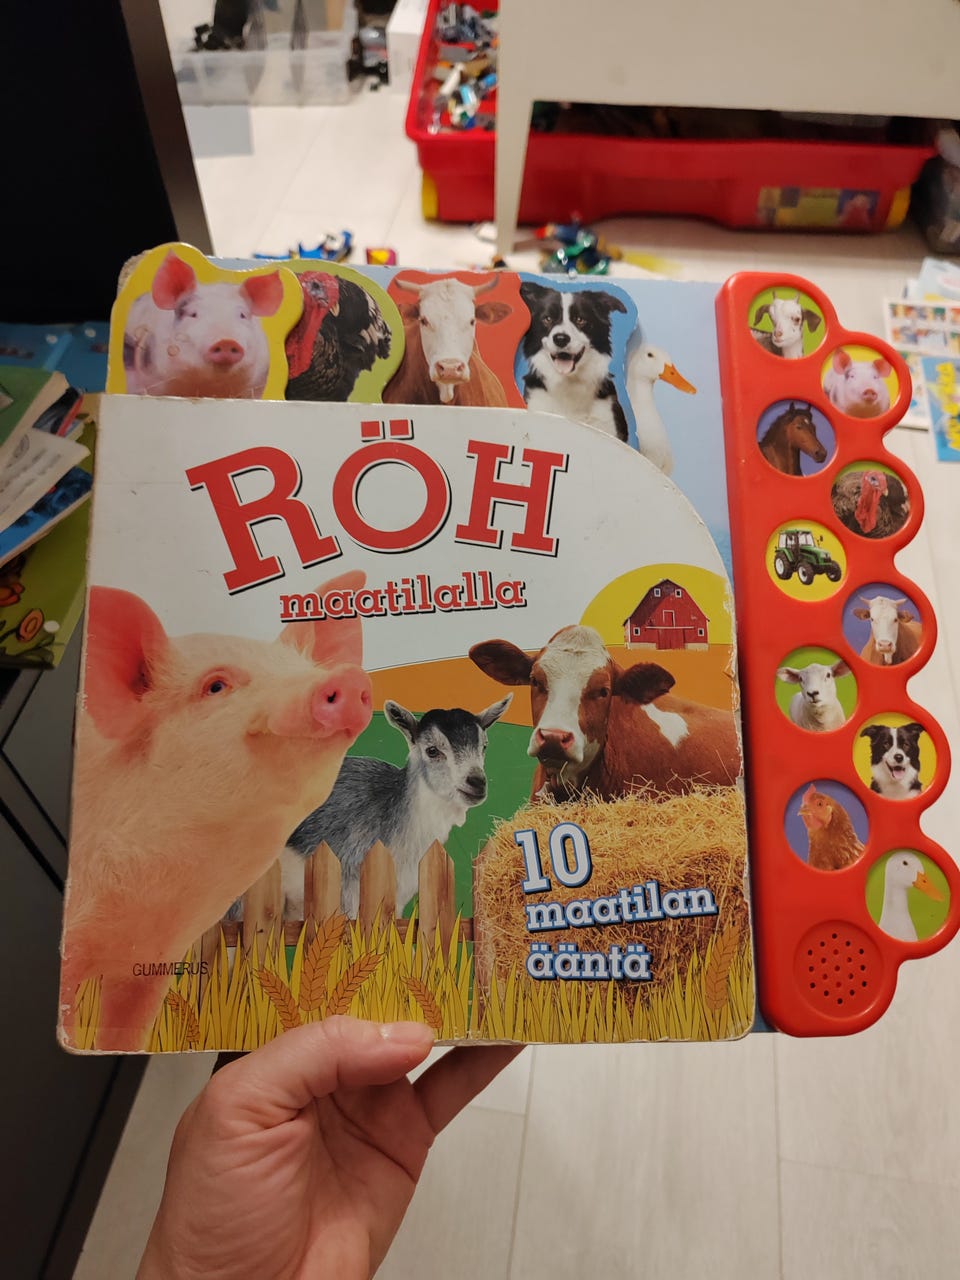 RÖH
maatilalla
10
maatilan
ääntä
GUMMERUS